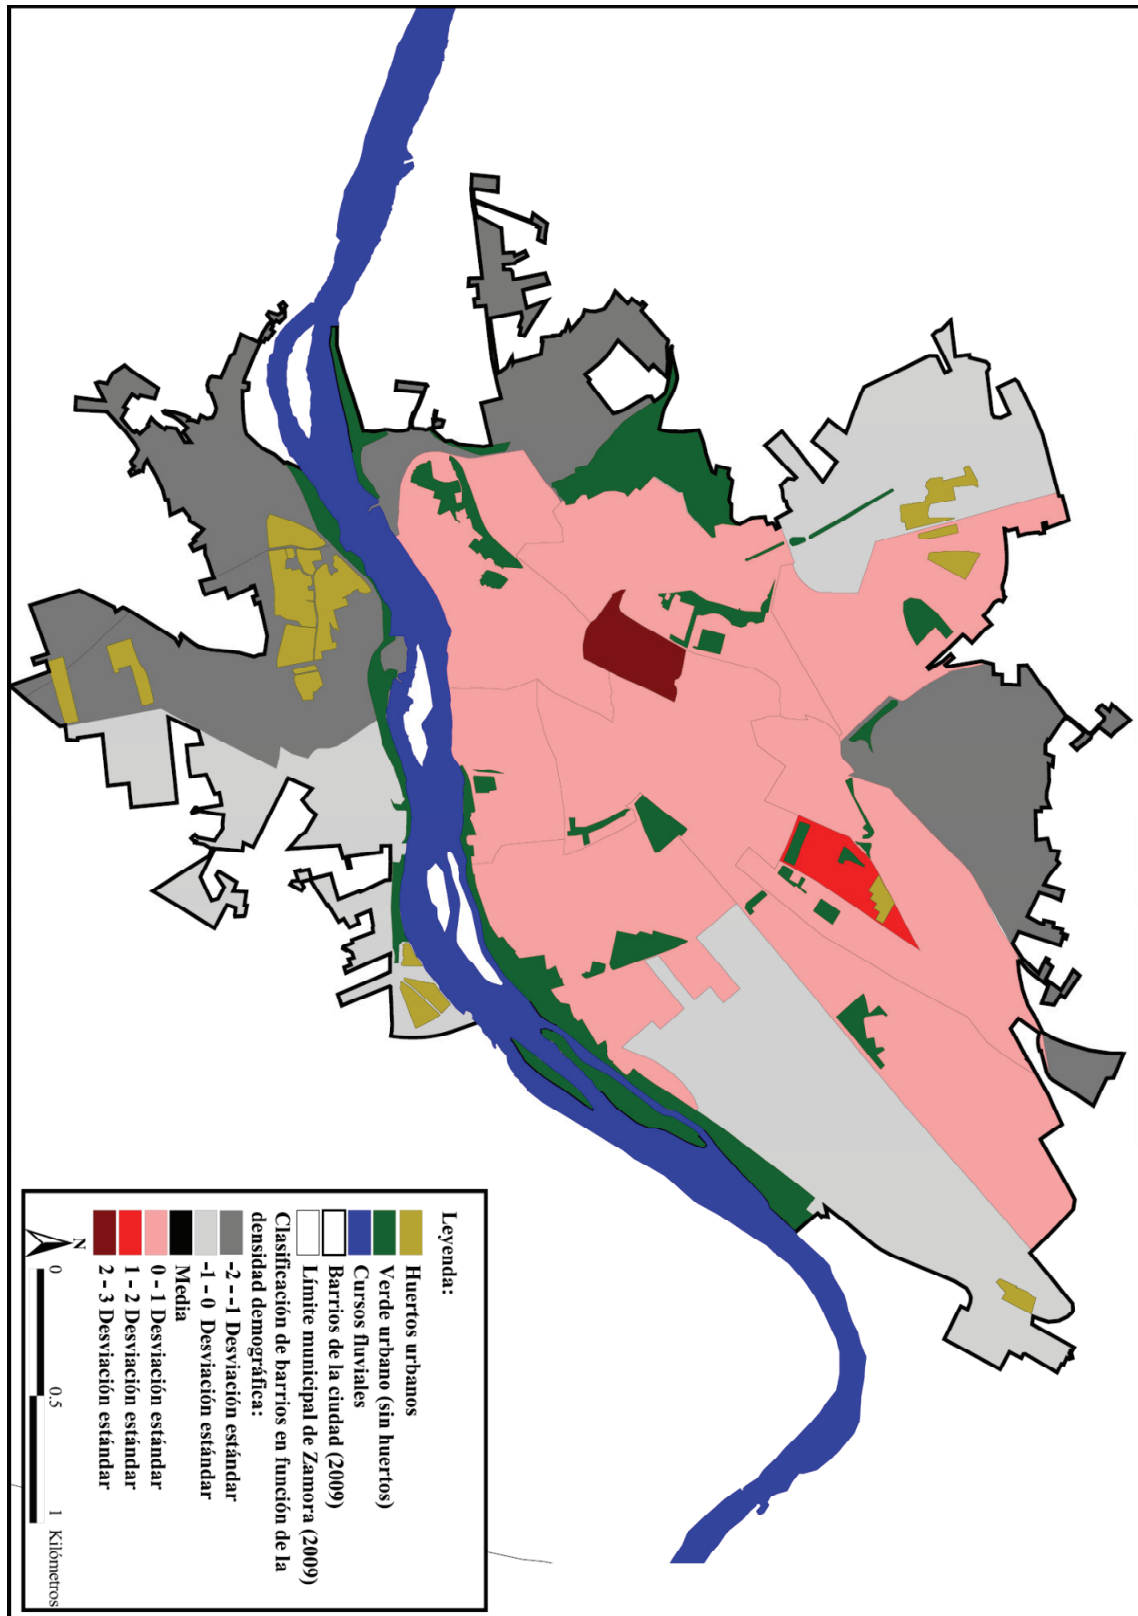 Leyenda:
Huertos urbanos
Verde urbano (sin huertos)
Cursos fluviales
Barrios de la ciudad (2009)
Límite municipal de Zamora (2009)
Clasificación de barrios en función de la
densidad demográfica:
-2 - -1 Desviación estándar
-1 - 0 Desviación estándar
Media
0 - 1 Desviación estándar
1 - 2 Desviación estándar
2 - 3 Desviación estándar
N
0 0.5 1 Kilómetros